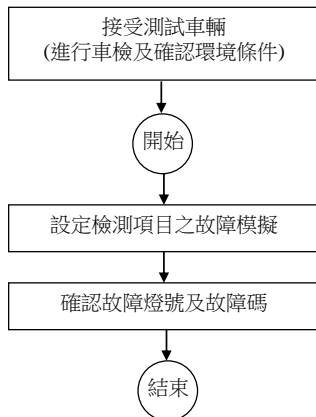 接受測試車輛
(進行車檢及確認環境條件)
開始
設定檢測項目之故障模擬
確認故障燈號及故障碼
結束